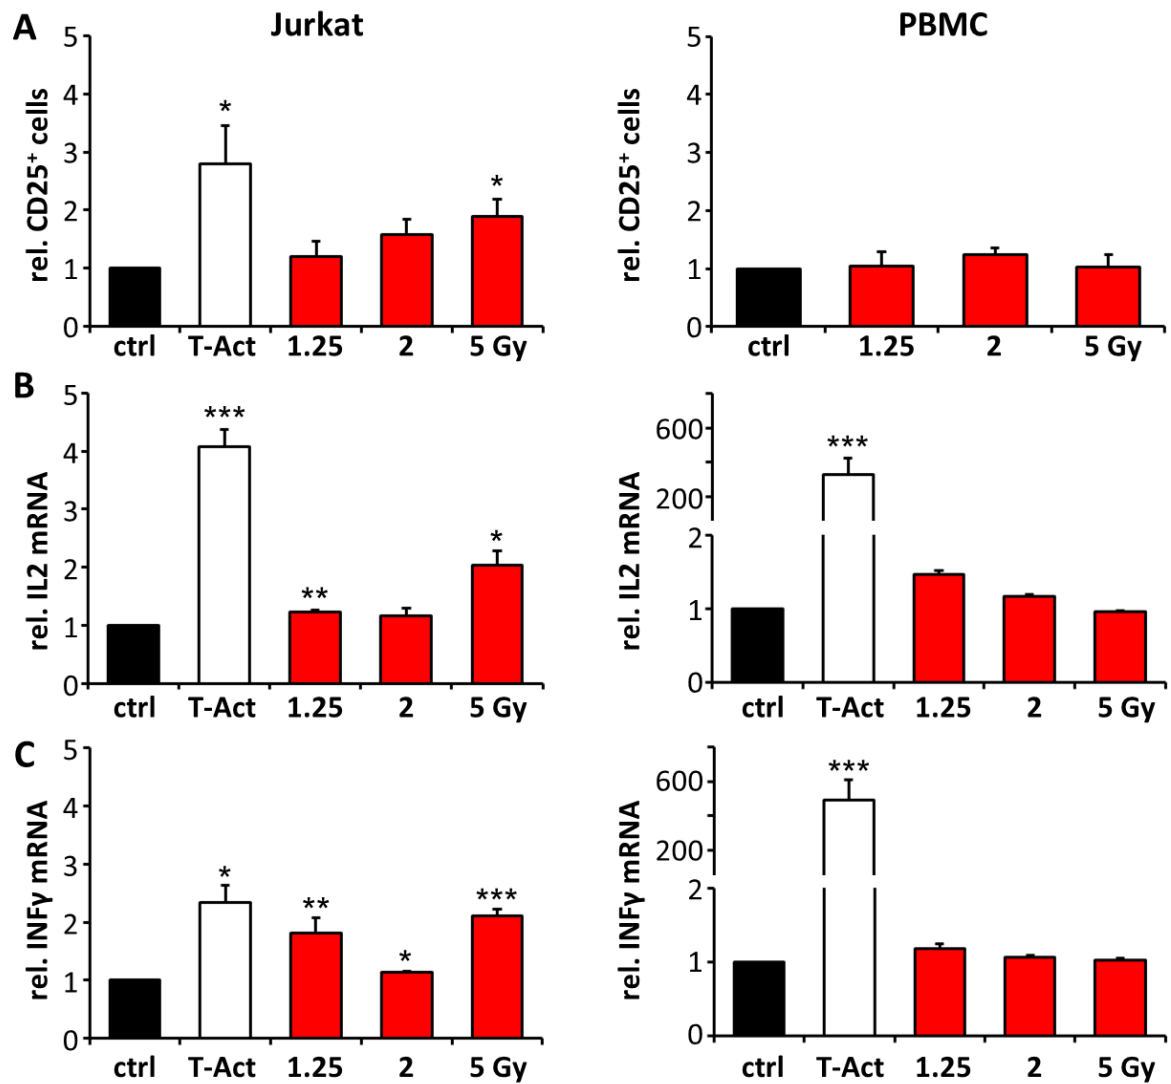 A
Jurkat
PBMC
rel. CD25⁺ cells
5
4
3
2
1
0
*
*
ctrl T-Act 1.25 2 5 Gy
rel. CD25⁺ cells
5
4
3
2
1
0
ctrl 1.25 2 5 Gy
B
rel. IL2 mRNA
5
4
3
2
1
0
***
**
*
ctrl T-Act 1.25 2 5 Gy
rel. IL2 mRNA
600
200
2
1
0
***
ctrl T-Act 1.25 2 5 Gy
C
rel. INFγ mRNA
5
4
3
2
1
0
*
**
*
***
ctrl T-Act 1.25 2 5 Gy
rel. INFγ mRNA
600
200
2
1
0
***
ctrl T-Act 1.25 2 5 Gy